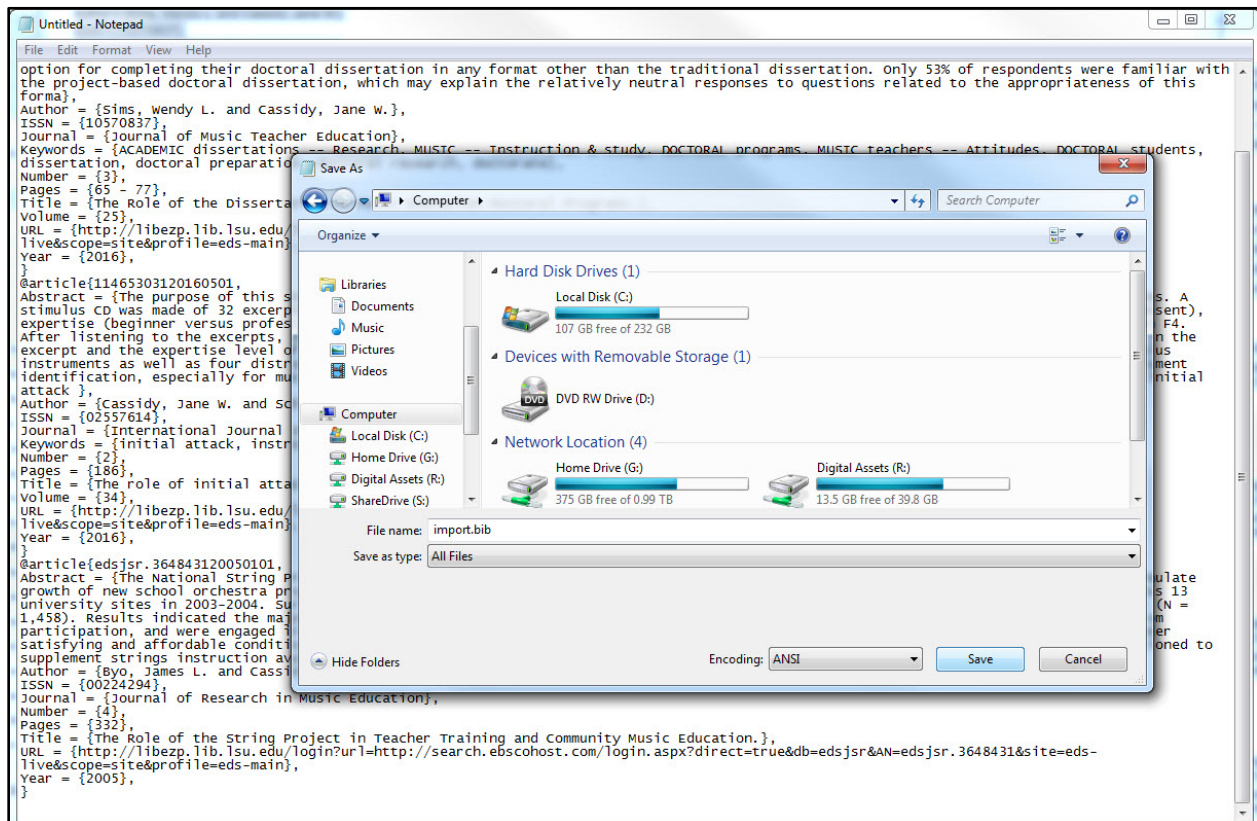 Untitled - Notepad
File Edit Format View Help
option for completing their doctoral dissertation in any format other than the traditional dissertation. Only 53% of respondents were familiar with
the project-based doctoral dissertation, which may explain the relatively neutral responses to questions related to the appropriateness of this
forma},
Author = {Sims, Wendy L. and Cassidy, Jane W.},
ISSN = {10570837},
Journal = {Journal of Music Teacher Education},
Keywords = {ACADEMIC dissertations -- Research, MUSIC -- Instruction & study, DOCTORAL programs, MUSIC teachers -- Attitudes, DOCTORAL students,
dissertation, doctoral preparatio
Number = {3},
Pages = {65 - 77},
Title = {The Role of the Disserta
Volume = {25},
URL = {http://libezp.lib.lsu.edu/
live&scope=site&profile=eds-main}
Year = {2016},
}
@article{11465303120160501,
Abstract = {The purpose of this s s. A
stimulus CD was made of 32 excerp sent),
expertise (beginner versus profes F4.
After listening to the excerpts, n the
excerpt and the expertise level o us
instruments as well as four distr ment
identification, especially for mu nitial
attack },
Author = {Cassidy, Jane W. and Sc
ISSN = {02557614},
Journal = {International Journal
Keywords = {initial attack, instr
Number = {2},
Pages = {186},
Title = {The role of initial atta
Volume = {34},
URL = {http://libezp.lib.lsu.edu/
live&scope=site&profile=eds-main}
Year = {2016},
}
@article{edsjsr.364843120050101,
Abstract = {The National String P ulate
growth of new school orchestra pr s 13
university sites in 2003-2004. Su (N =
1,458). Results indicated the maj m
participation, and were engaged i er
satisfying and affordable conditi oned to
supplement strings instruction av
Author = {Byo, James L. and Cassi
ISSN = {00224294},
Journal = {Journal of Research in Music Education},
Number = {4},
Pages = {332},
Title = {The Role of the String Project in Teacher Training and Community Music Education.},
URL = {http://libezp.lib.lsu.edu/login?url=http://search.ebscohost.com/login.aspx?direct=true&db=edsjsr&AN=edsjsr.3648431&site=eds-
live&scope=site&profile=eds-main},
Year = {2005},
}
Save As
Computer
Search Computer
Organize
Libraries
Documents
Music
Pictures
Videos
Computer
Local Disk (C:)
Home Drive (G:)
Digital Assets (R:)
ShareDrive (S:)
Hard Disk Drives (1)
Local Disk (C:)
107 GB free of 232 GB
Devices with Removable Storage (1)
DVD
DVD RW Drive (D:)
Network Location (4)
Home Drive (G:)
375 GB free of 0.99 TB
Digital Assets (R:)
13.5 GB free of 39.8 GB
File name: import.bib
Save as type: All Files
Hide Folders
Encoding: ANSI
Save
Cancel